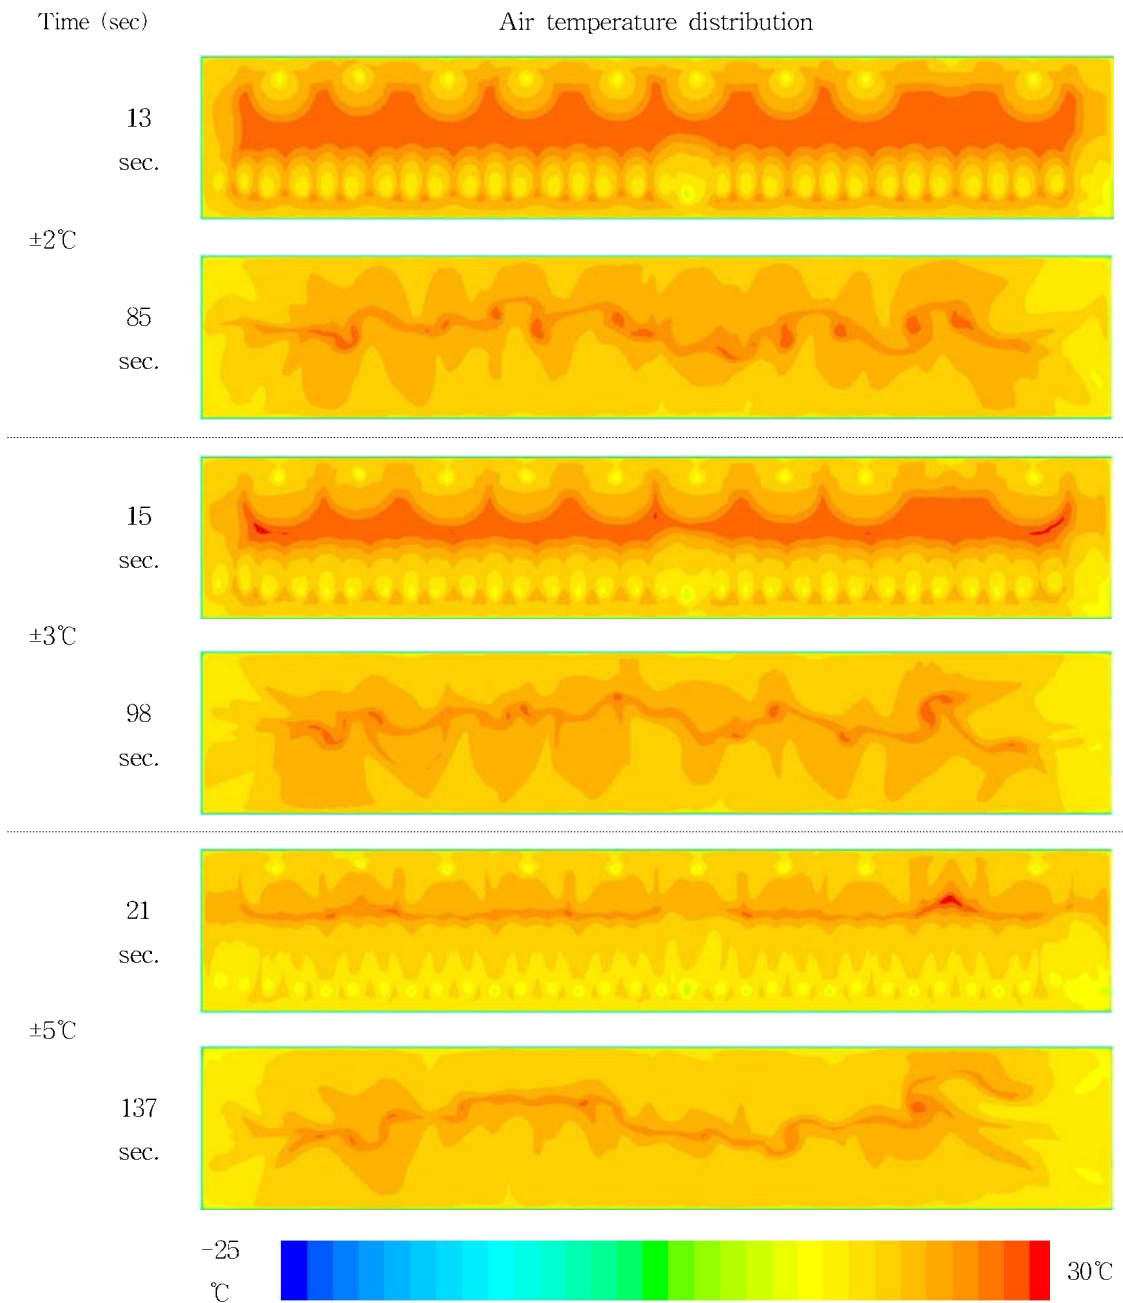 Time (sec) Air temperature distribution
13
sec.
±2℃
85
sec.
15
sec.
±3℃
98
sec.
21
sec.
±5℃
137
sec.
-25
℃
30℃